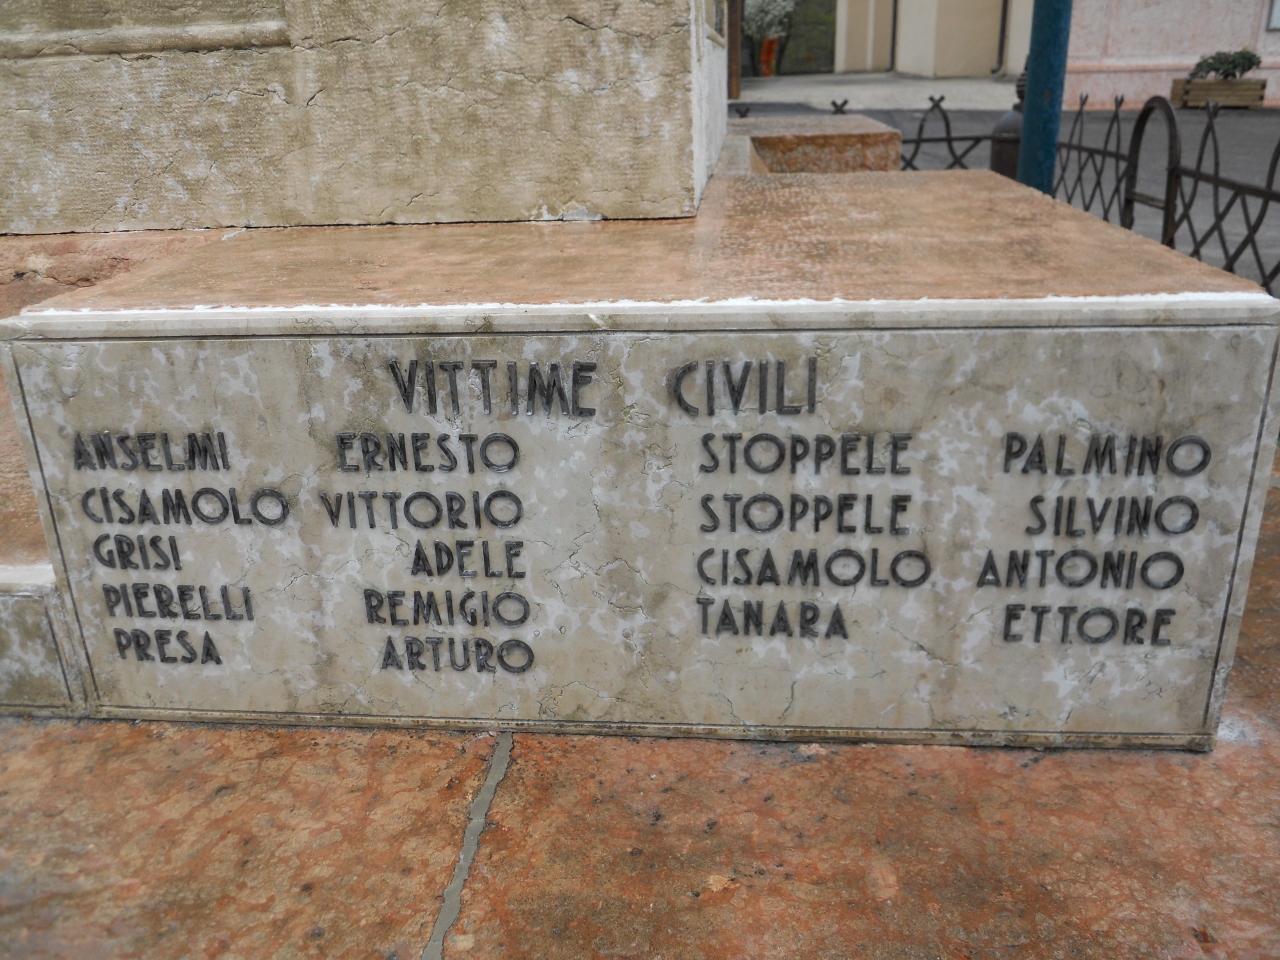 VITTIME CIVILI
ANSELMI ERNESTO
CISAMOLO VITTORIO
GRISI ADELE
PIERELLI REMIGIO
PRESA ARTURO
STOPPELE PALMINO
STOPPELE SILVINO
CISAMOLO ANTONIO
TANARA ETTORE